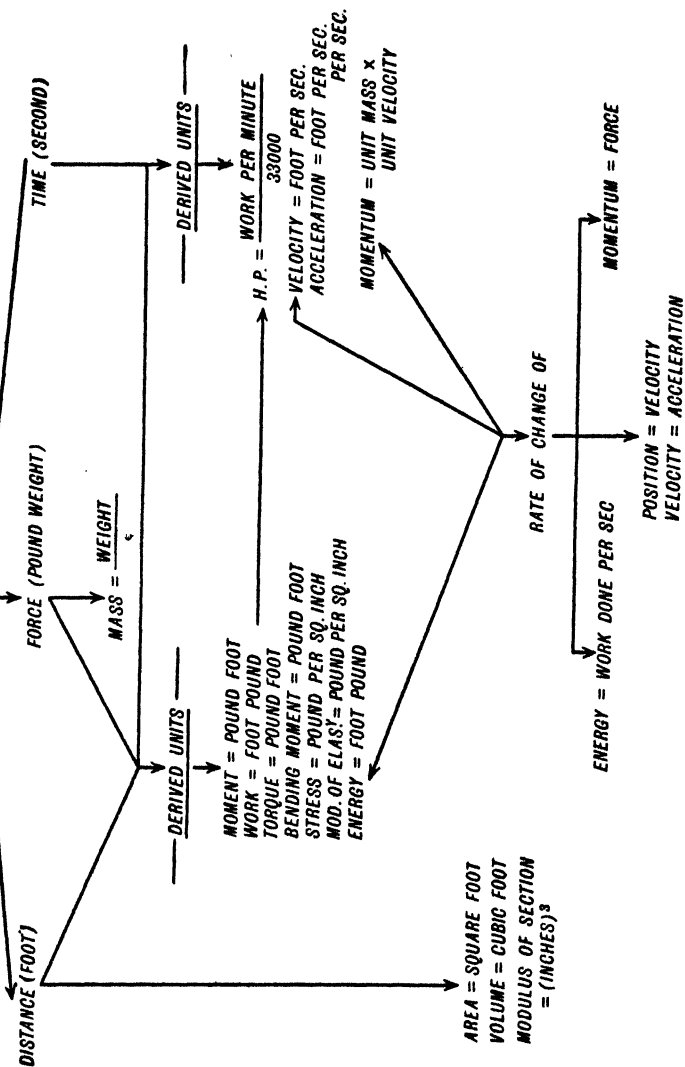 DISTANCE (FOOT)
FORCE (POUND WEIGHT)
TIME (SECOND)
MASS = WEIGHT
DERIVED UNITS
MOMENT = POUND FOOT
WORK = FOOT POUND
TORQUE = POUND FOOT
BENDING MOMENT = POUND FOOT
STRESS = POUND PER SQ. INCH
MOD. OF ELASY. = POUND PER SQ. INCH
ENERGY = FOOT POUND
DERIVED UNITS
H.P. = WORK PER MINUTE
33000
VELOCITY = FOOT PER SEC.
ACCELERATION = FOOT PER SEC.
PER SEC.
MOMENTUM = UNIT MASS x
UNIT VELOCITY
AREA = SQUARE FOOT
VOLUME = CUBIC FOOT
MODULUS OF SECTION
= (INCHES)³
RATE OF CHANGE OF
ENERGY = WORK DONE PER SEC
POSITION = VELOCITY
VELOCITY = ACCELERATION
MOMENTUM = FORCE